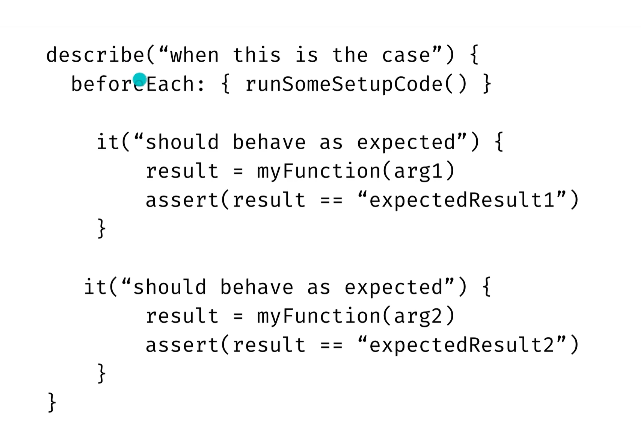 describe(“when this is the case”) {
beforeEach: { runSomeSetupCode() }
it(“should behave as expected”) {
result = myFunction(arg1)
assert(result == “expectedResult1”)
}
it(“should behave as expected”) {
result = myFunction(arg2)
assert(result == “expectedResult2”)
}
}